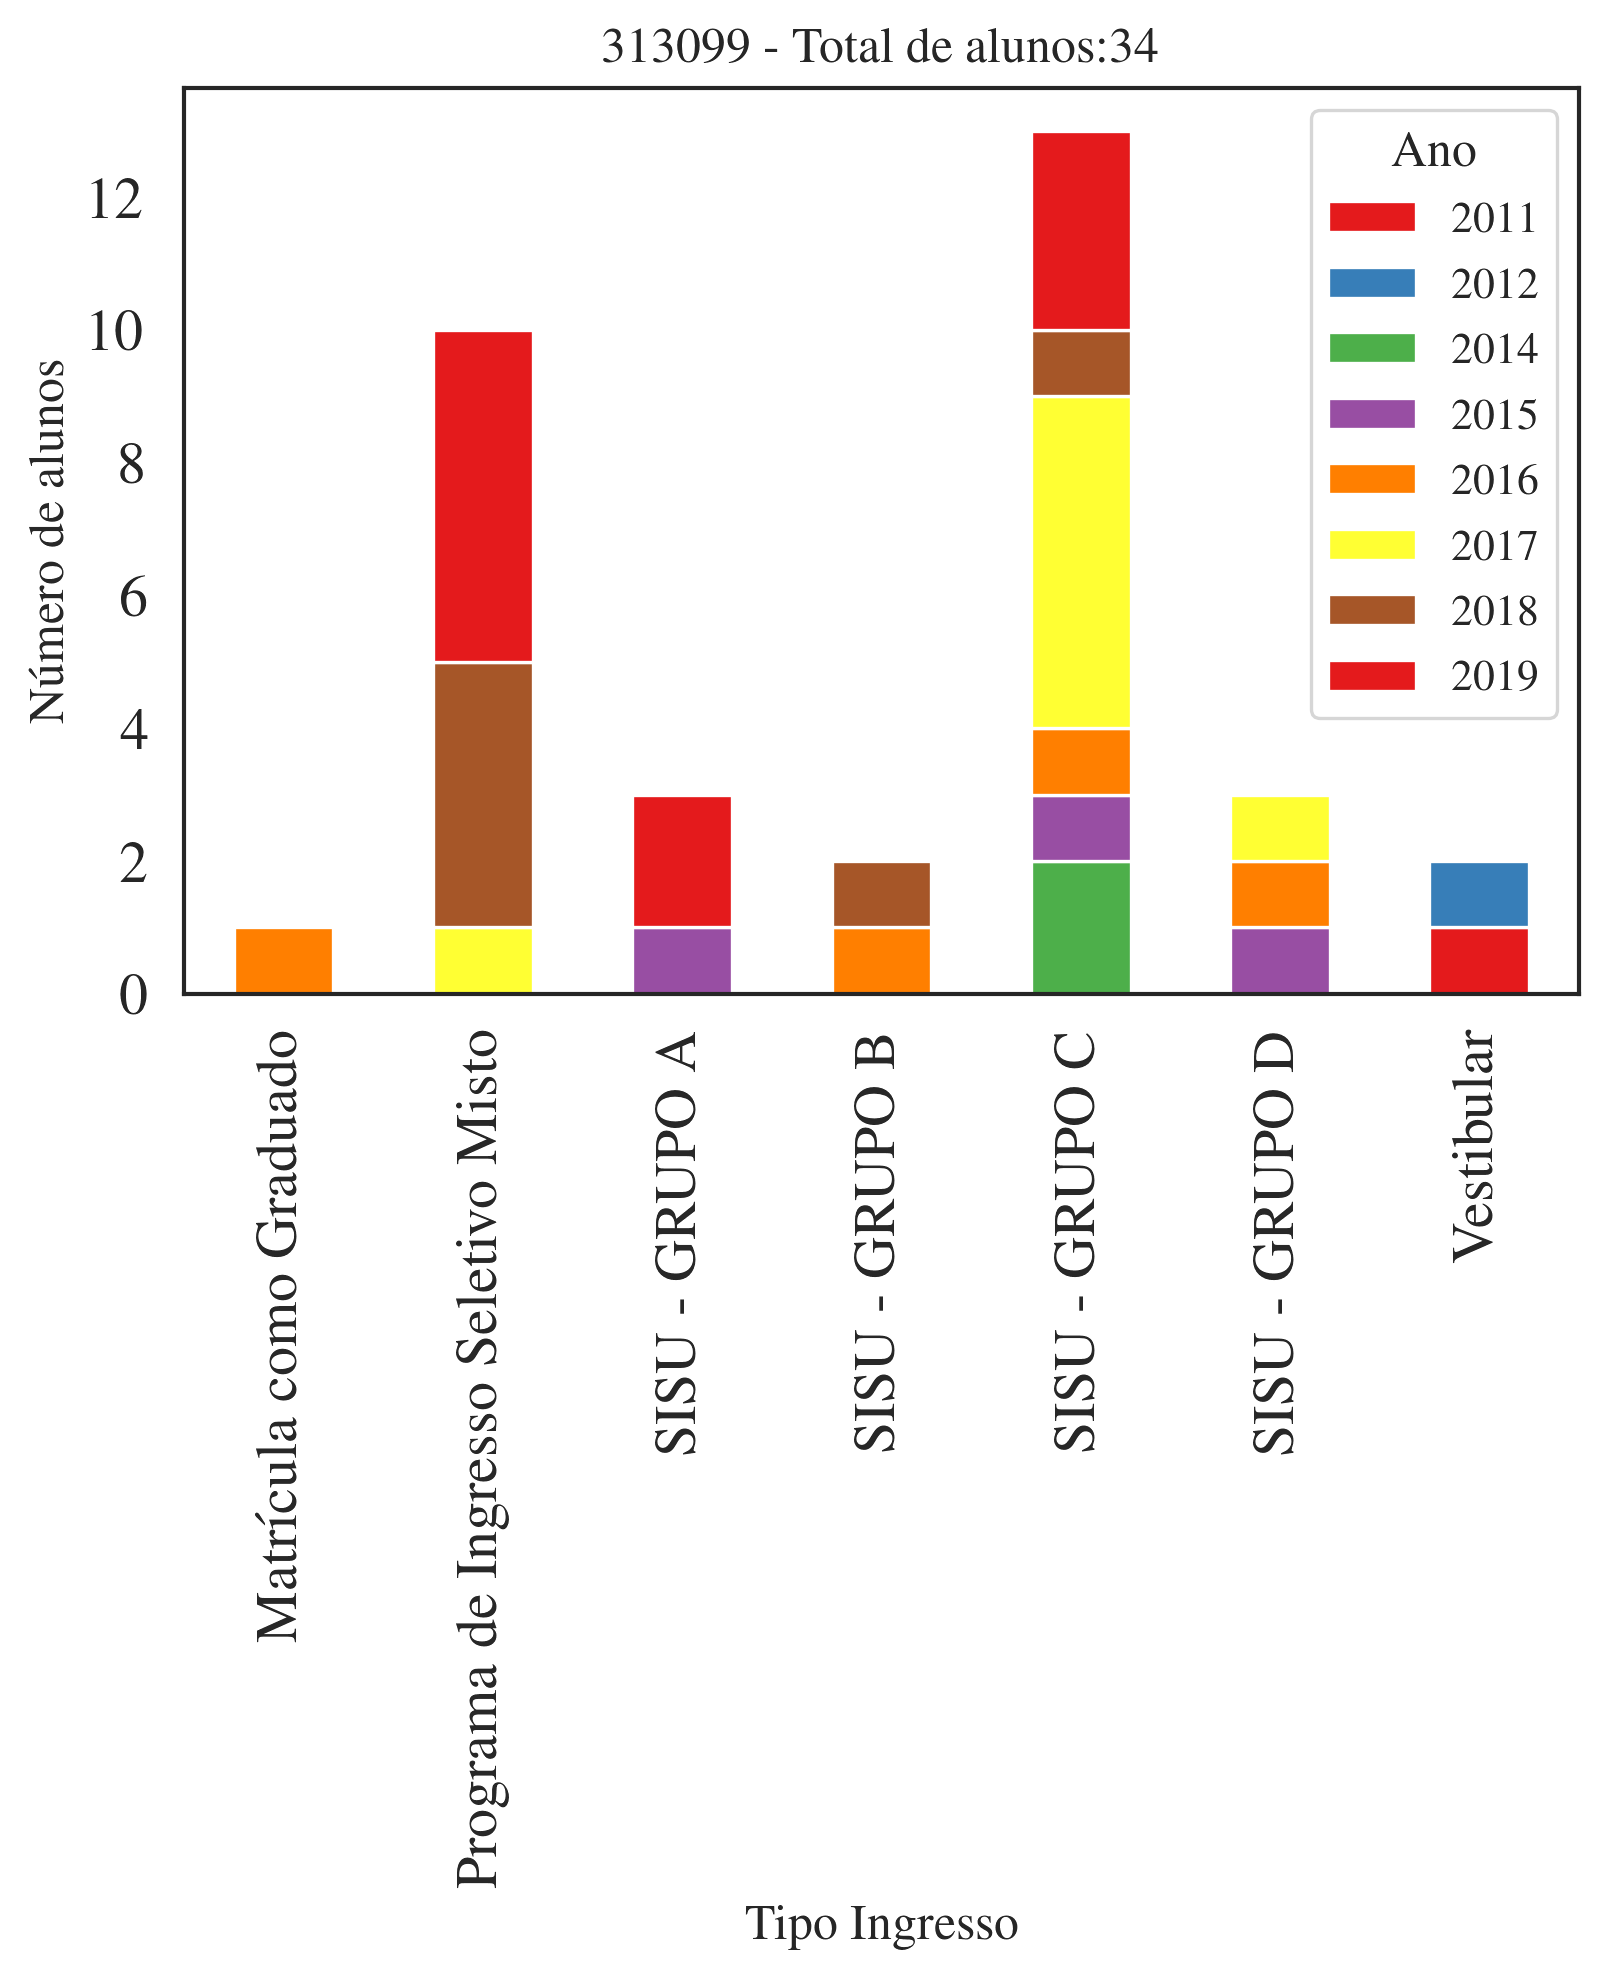 313099 - Total de alunos:34
Número de alunos
12
10
8
6
4
2
0
Ano
2011
2012
2014
2015
2016
2017
2018
2019
Matrícula como Graduado
Programa de Ingresso Seletivo Misto
SISU - GRUPO A
SISU - GRUPO B
SISU - GRUPO C
SISU - GRUPO D
Vestibular
Tipo Ingresso